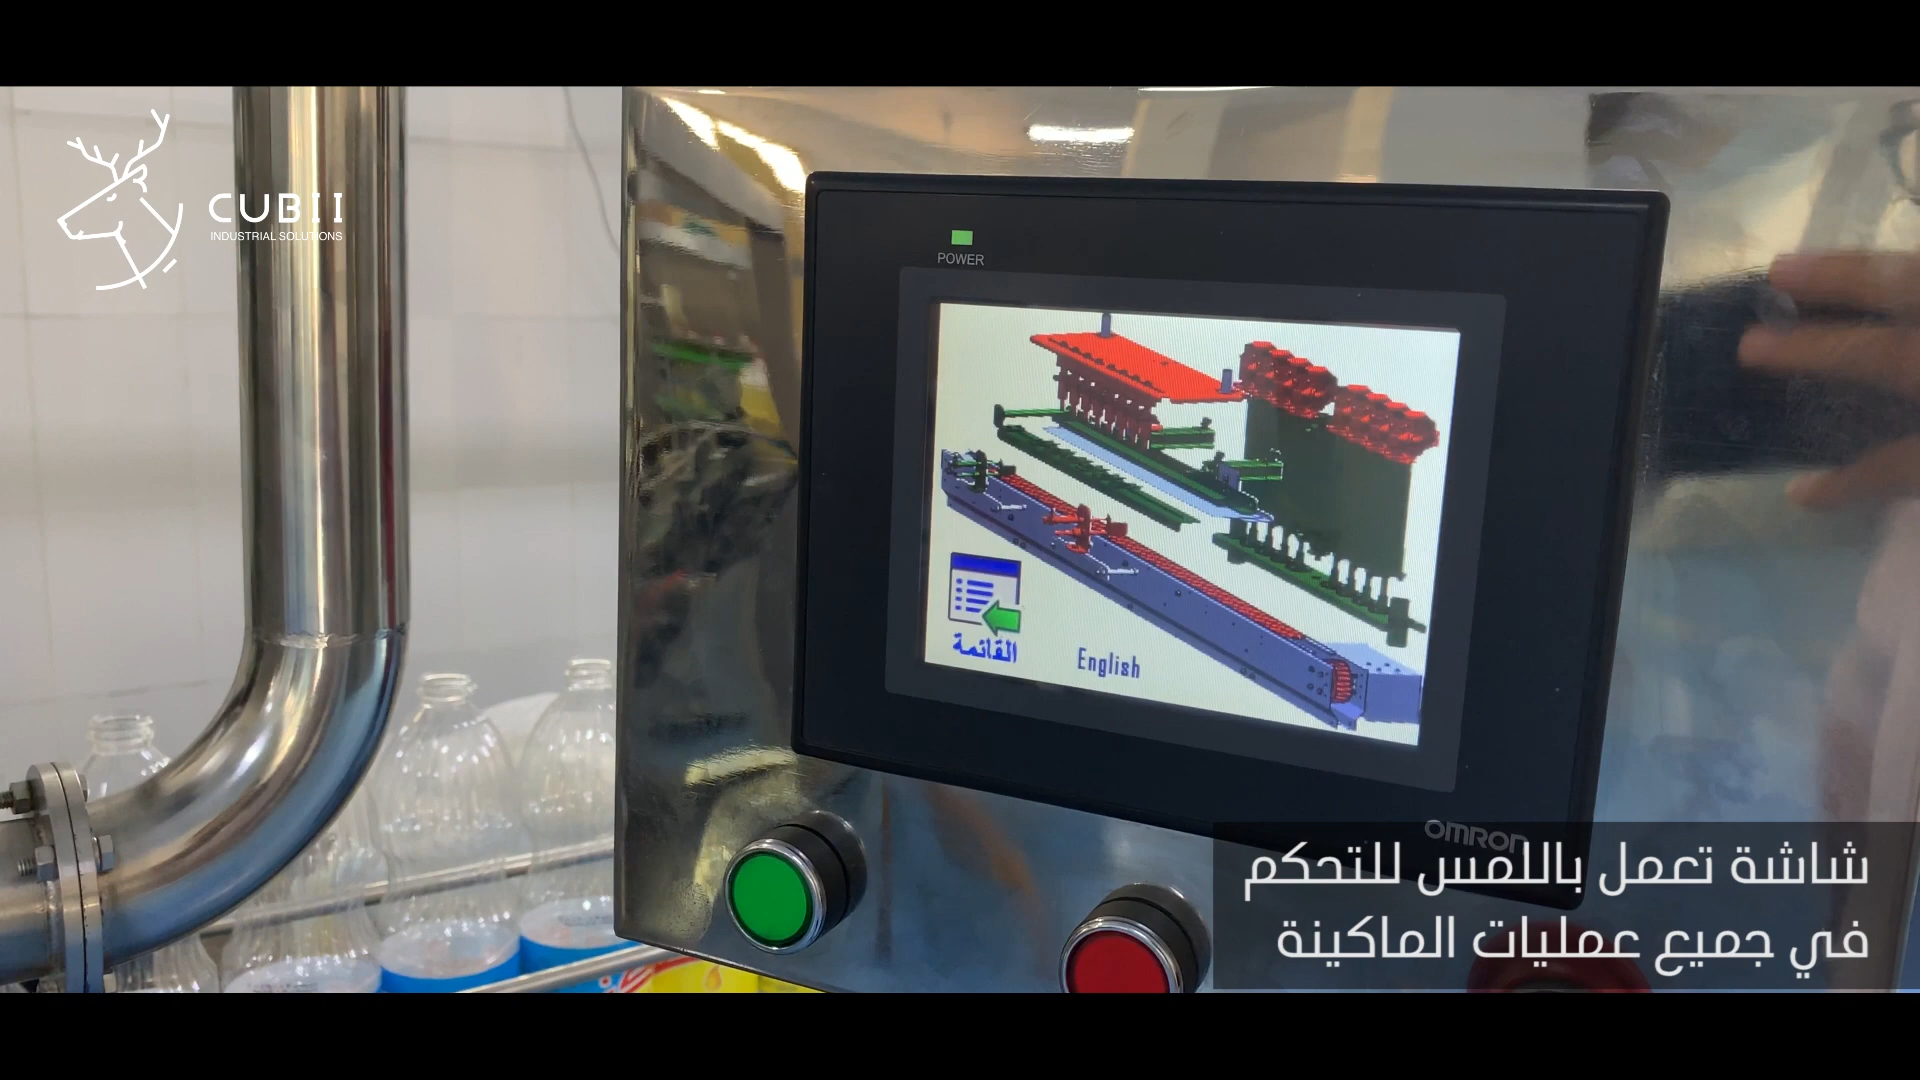 CUBII
INDUSTRIAL SOLUTIONS
POWER
القائمة
English
OMRON
شاشة تعمل باللمس للتحكم
في جميع عمليات الماكينة